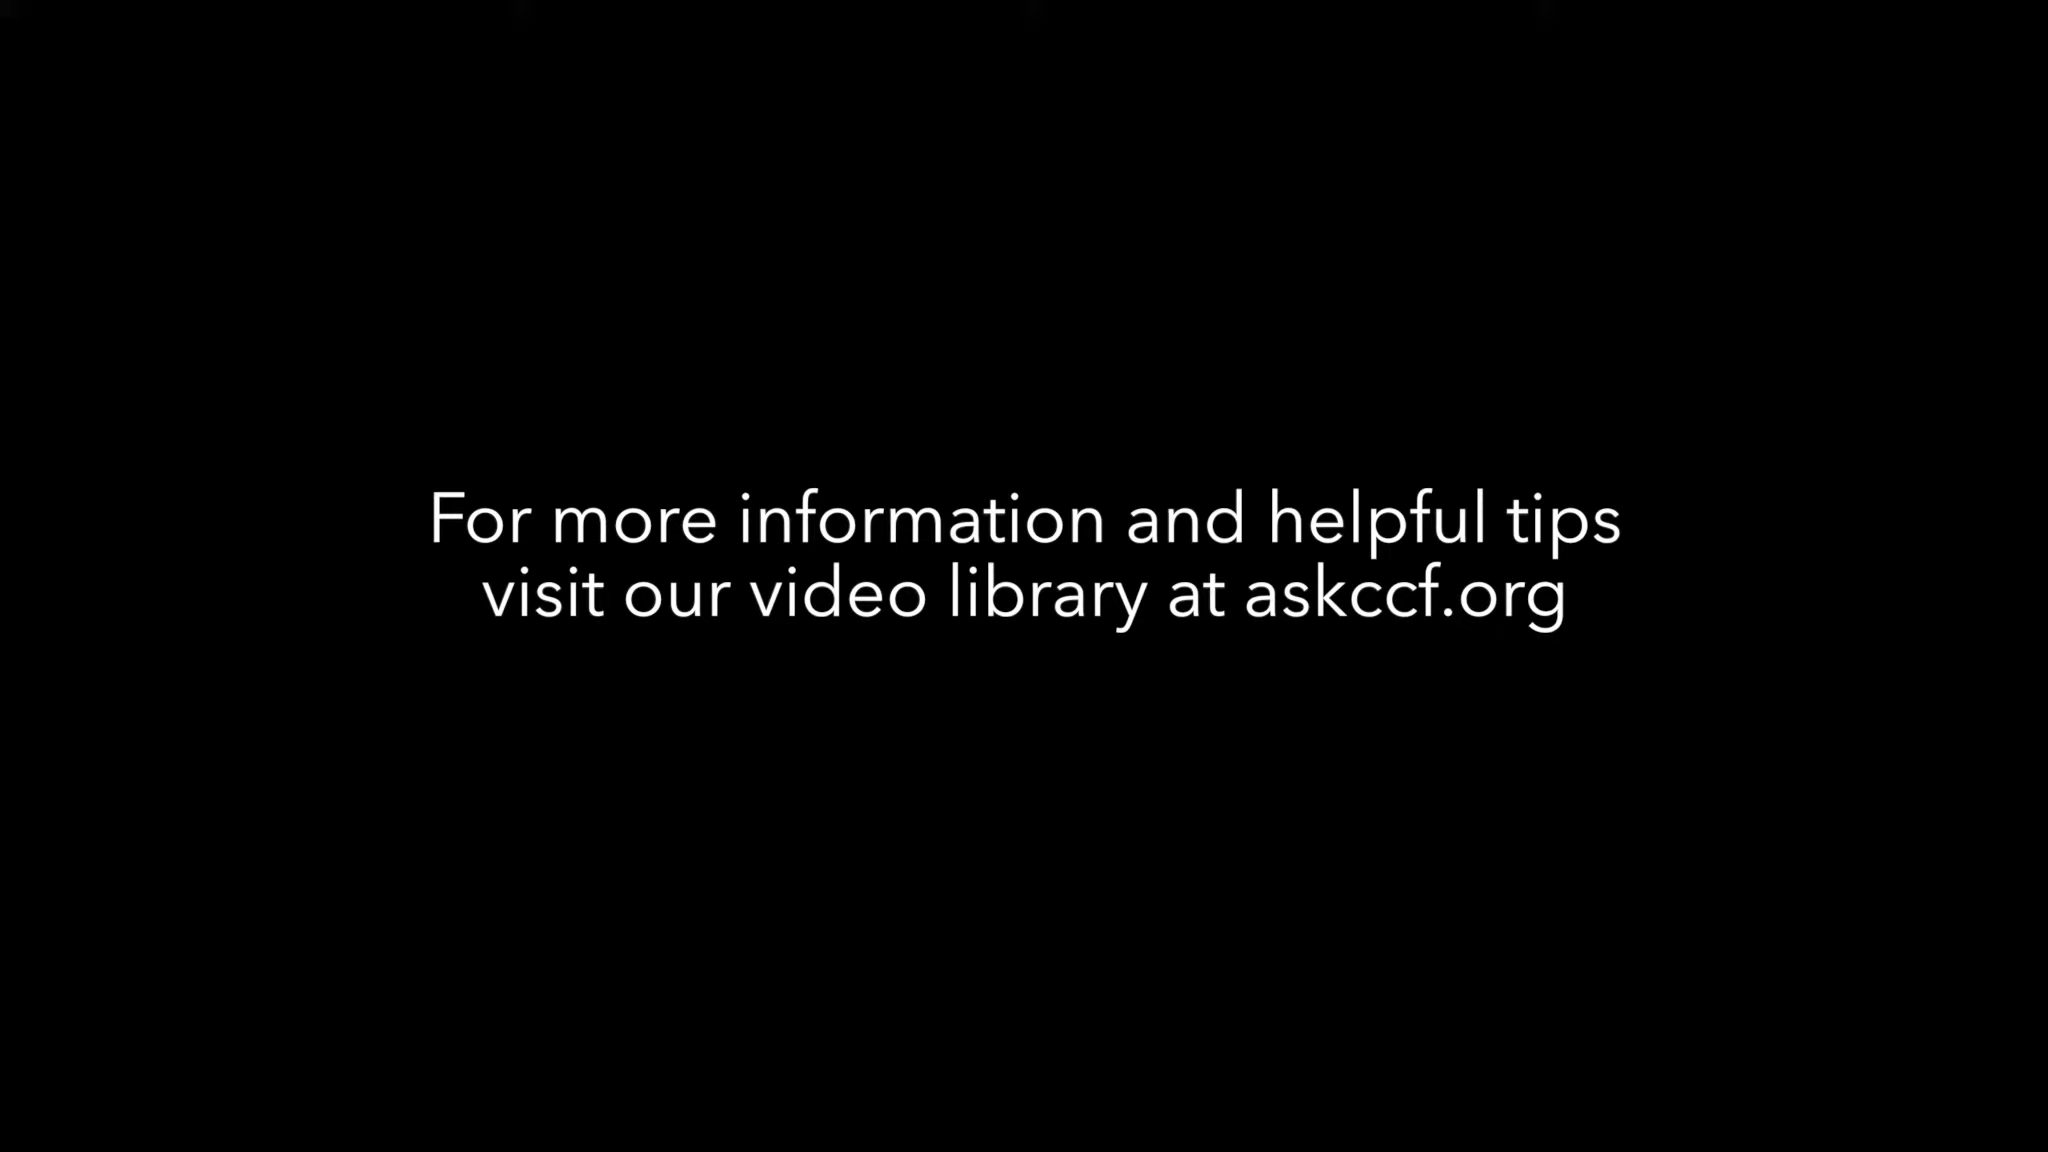 For more information and helpful tips
visit our video library at askccf.org